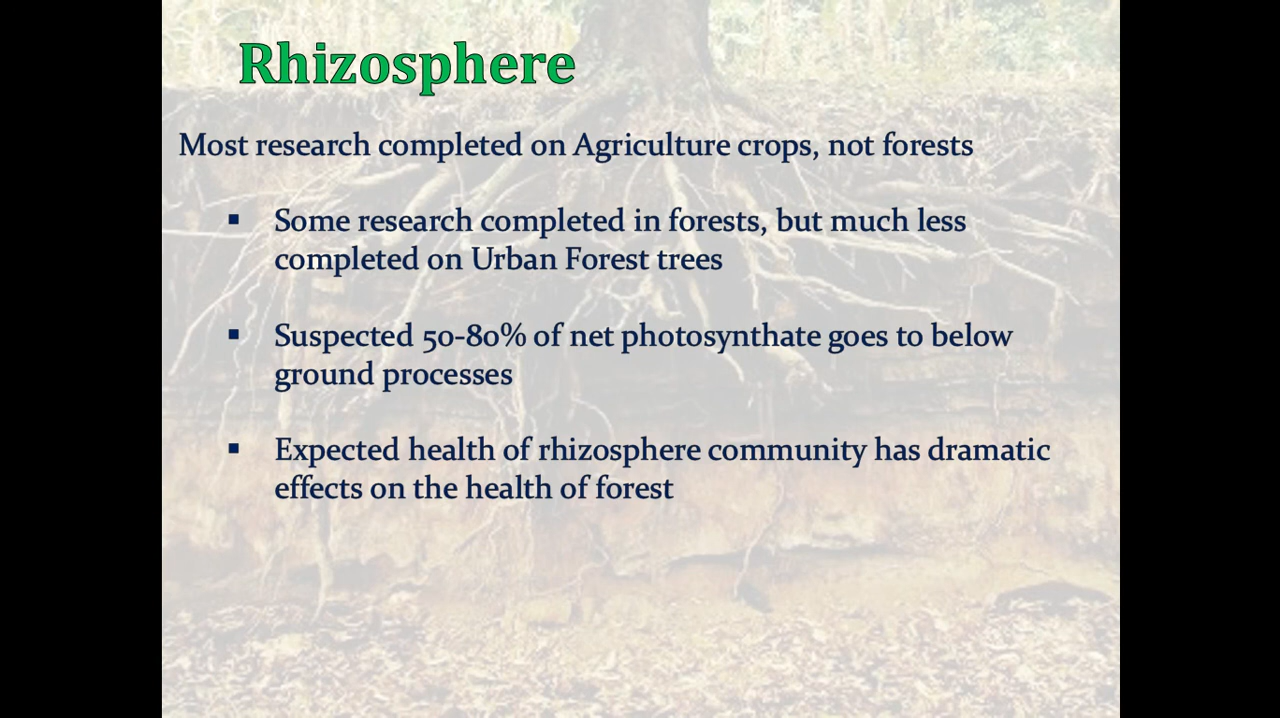 Rhizosphere
Most research completed on Agriculture crops, not forests
▪ Some research completed in forests, but much less
completed on Urban Forest trees
▪ Suspected 50-80% of net photosynthate goes to below
ground processes
▪ Expected health of rhizosphere community has dramatic
effects on the health of forest